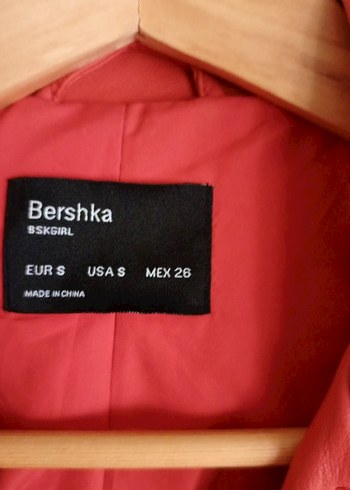 Bershka
BSKGIRL
EUR S USA S MEX 26
MADE IN CHINA